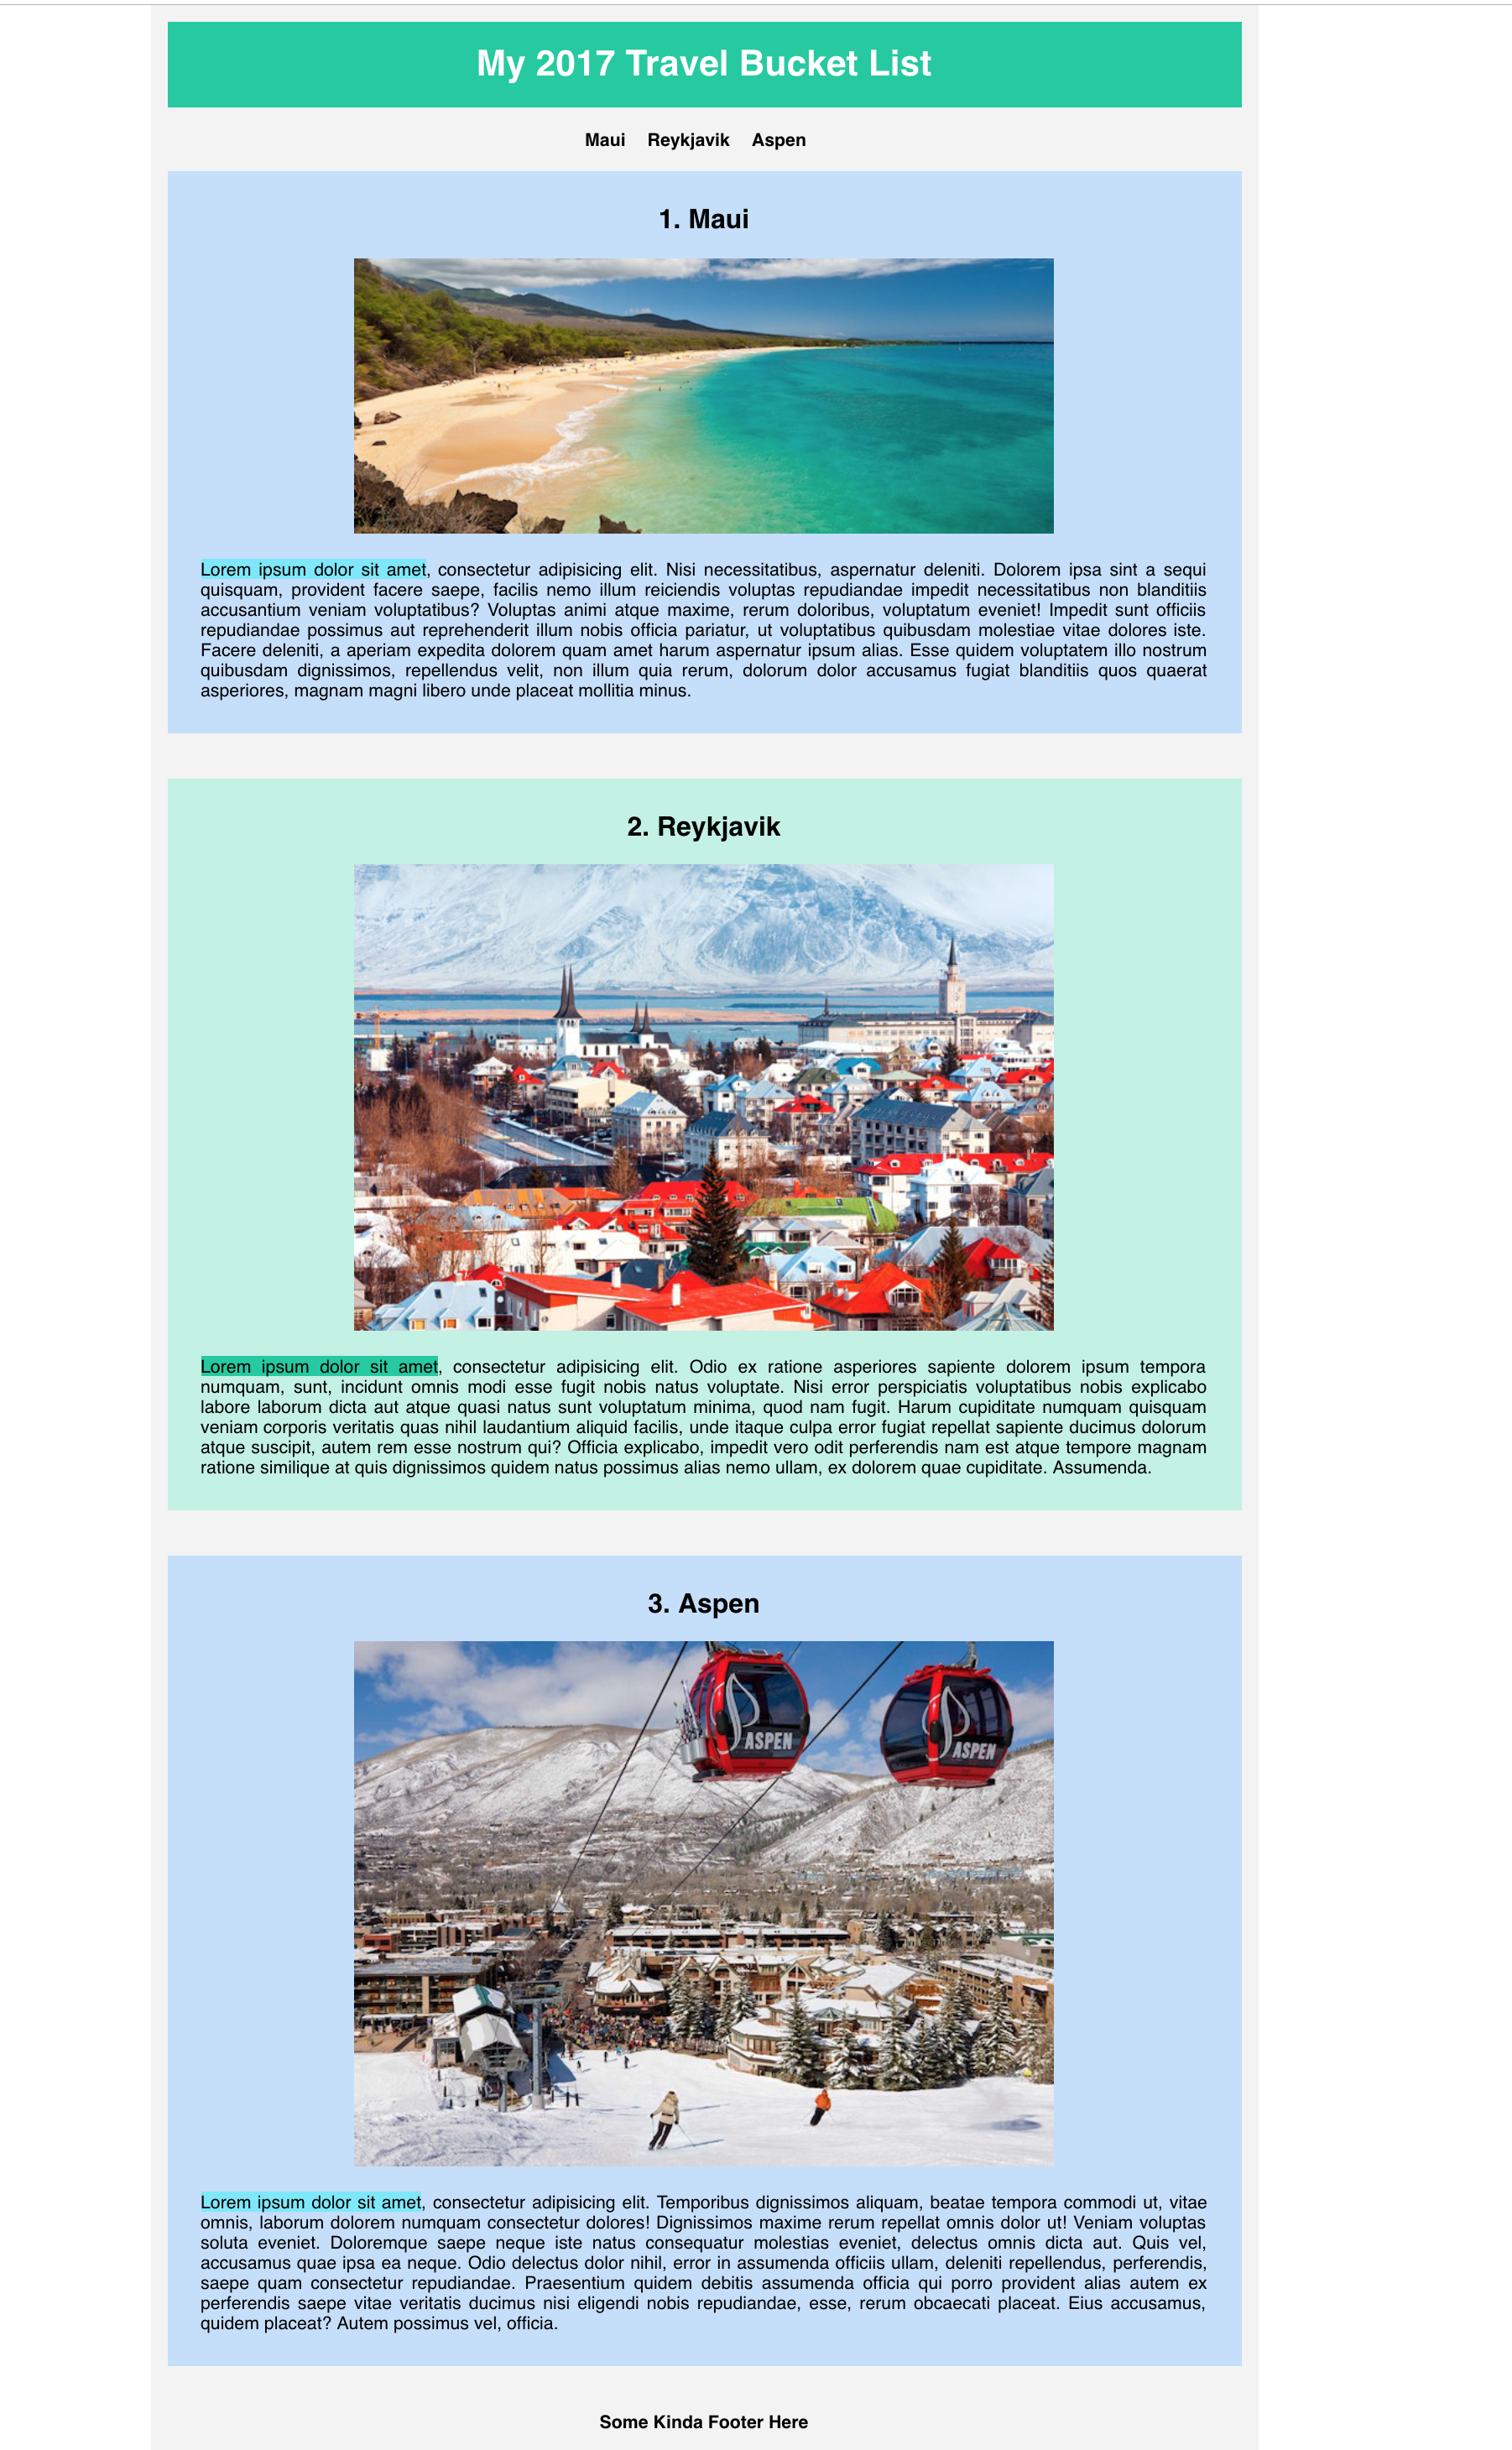 My 2017 Travel Bucket List
Maui Reykjavik Aspen
1. Maui
Lorem ipsum dolor sit amet, consectetur adipisicing elit. Nisi necessitatibus, aspernatur deleniti. Dolorem ipsa sint a sequi
quisquam, provident facere saepe, facilis nemo illum reiciendis voluptas repudiandae impedit necessitatibus non blanditiis
accusantium veniam voluptatibus? Voluptas animi atque maxime, rerum doloribus, voluptatum eveniet! Impedit sunt officiis
repudiandae possimus aut reprehenderit illum nobis officia pariatur, ut voluptatibus quibusdam molestiae vitae dolores iste.
Facere deleniti, a aperiam expedita dolorem quam amet harum aspernatur ipsum alias. Esse quidem voluptatem illo nostrum
quibusdam dignissimos, repellendus velit, non illum quia rerum, dolorum dolor accusamus fugiat blanditiis quos quaerat
asperiores, magnam magni libero unde placeat mollitia minus.
2. Reykjavik
Lorem ipsum dolor sit amet, consectetur adipisicing elit. Odio ex ratione asperiores sapiente dolorem ipsum tempora
numquam, sunt, incidunt omnis modi esse fugit nobis natus voluptate. Nisi error perspiciatis voluptatibus nobis explicabo
labore laborum dicta aut atque quasi natus sunt voluptatum minima, quod nam fugit. Harum cupiditate numquam quisquam
veniam corporis veritatis quas nihil laudantium aliquid facilis, unde itaque culpa error fugiat repellat sapiente ducimus dolorum
atque suscipit, autem rem esse nostrum qui? Officia explicabo, impedit vero odit perferendis nam est atque tempore magnam
ratione similique at quis dignissimos quidem natus possimus alias nemo ullam, ex dolorem quae cupiditate. Assumenda.
3. Aspen
ASPEN
ASPEN
Lorem ipsum dolor sit amet, consectetur adipisicing elit. Temporibus dignissimos aliquam, beatae tempora commodi ut, vitae
omnis, laborum dolorem numquam consectetur dolores! Dignissimos maxime rerum repellat omnis dolor ut! Veniam voluptas
soluta eveniet. Doloremque saepe neque iste natus consequatur molestias eveniet, delectus omnis dicta aut. Quis vel,
accusamus quae ipsa ea neque. Odio delectus dolor nihil, error in assumenda officiis ullam, deleniti repellendus, perferendis,
saepe quam consectetur repudiandae. Praesentium quidem debitis assumenda officia qui porro provident alias autem ex
perferendis saepe vitae veritatis ducimus nisi eligendi nobis repudiandae, esse, rerum obcaecati placeat. Eius accusamus,
quidem placeat? Autem possimus vel, officia.
Some Kinda Footer Here